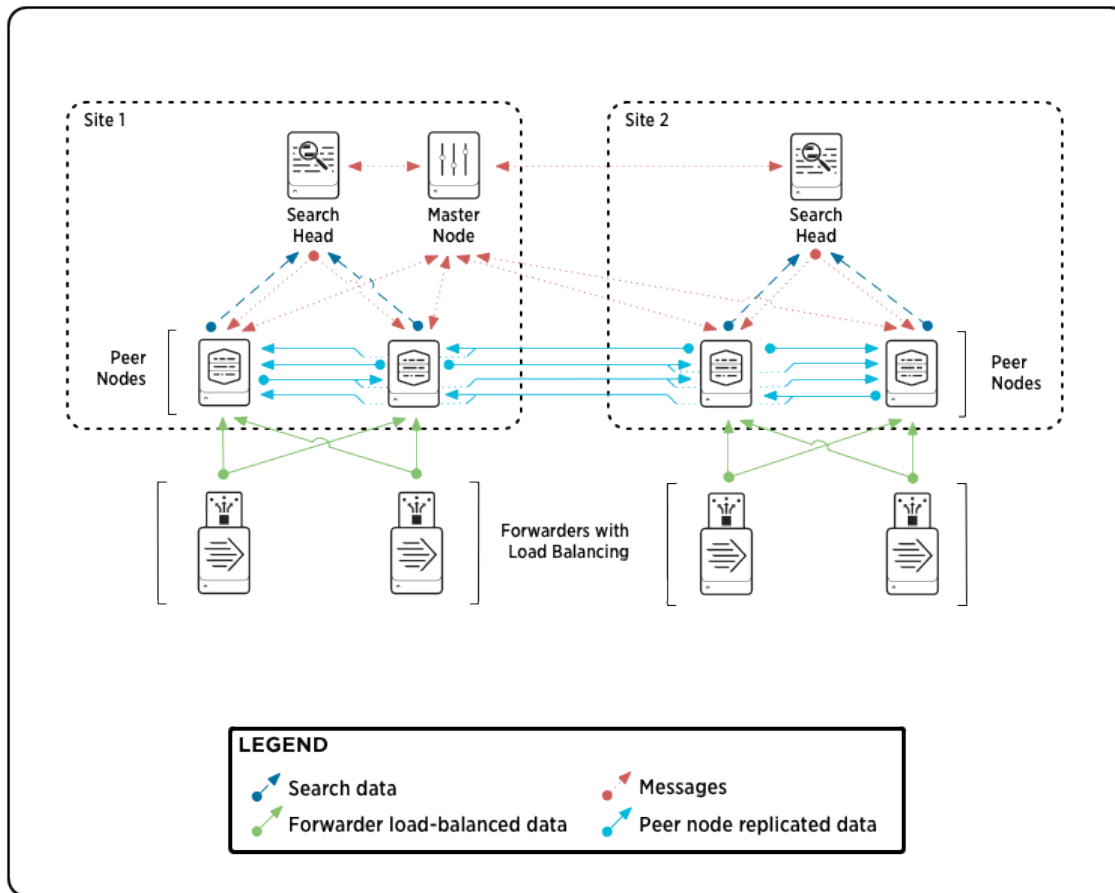 Site 1
Site 2
Search
Head
Master
Node
Search
Head
Peer
Nodes
Peer
Nodes
Forwarders with
Load Balancing
LEGEND
Search data
Messages
Forwarder load-balanced data
Peer node replicated data